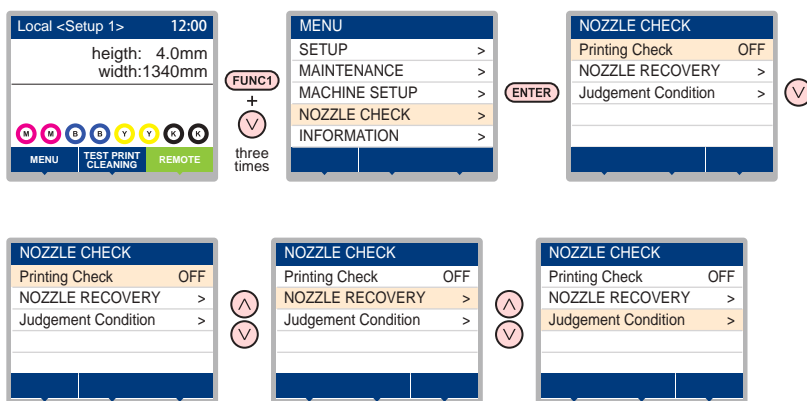 Local <Setup 1> 12:00
heigth: 4.0mm
width:1340mm
M M B B Y Y K K
MENU TEST PRINT CLEANING REMOTE
FUNC1
+
three
times
MENU
SETUP >
MAINTENANCE >
MACHINE SETUP >
NOZZLE CHECK >
INFORMATION >
ENTER
NOZZLE CHECK
Printing Check OFF
NOZZLE RECOVERY >
Judgement Condition >
NOZZLE CHECK
Printing Check OFF
NOZZLE RECOVERY >
Judgement Condition >
NOZZLE CHECK
Printing Check OFF
NOZZLE RECOVERY >
Judgement Condition >
NOZZLE CHECK
Printing Check OFF
NOZZLE RECOVERY >
Judgement Condition >